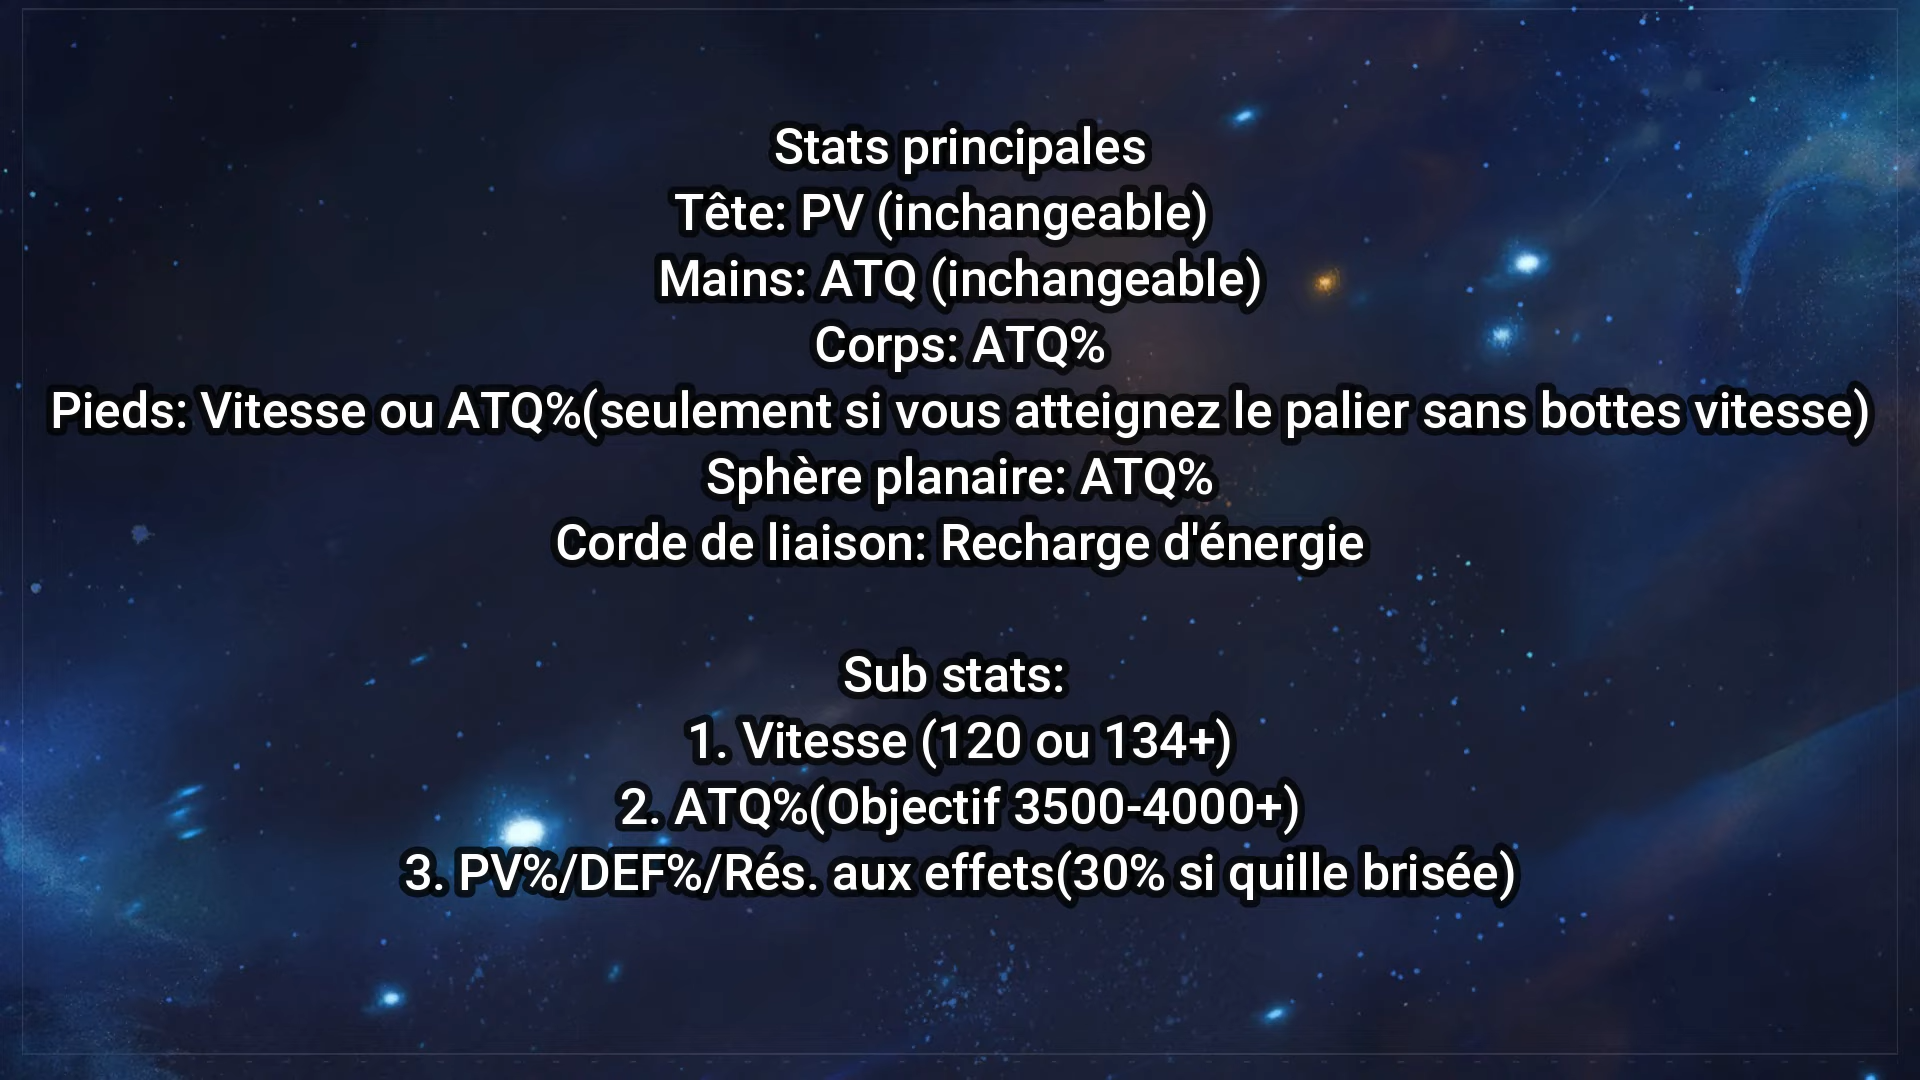 Stats principales
Tête: PV (inchangeable)
Mains: ATQ (inchangeable)
Corps: ATQ%
Pieds: Vitesse ou ATQ%(seulement si vous atteignez le palier sans bottes vitesse)
Sphère planaire: ATQ%
Corde de liaison: Recharge d'énergie
Sub stats:
1. Vitesse (120 ou 134+)
2. ATQ%(Objectif 3500-4000+)
3. PV%/DEF%/Rés. aux effets(30% si quille brisée)